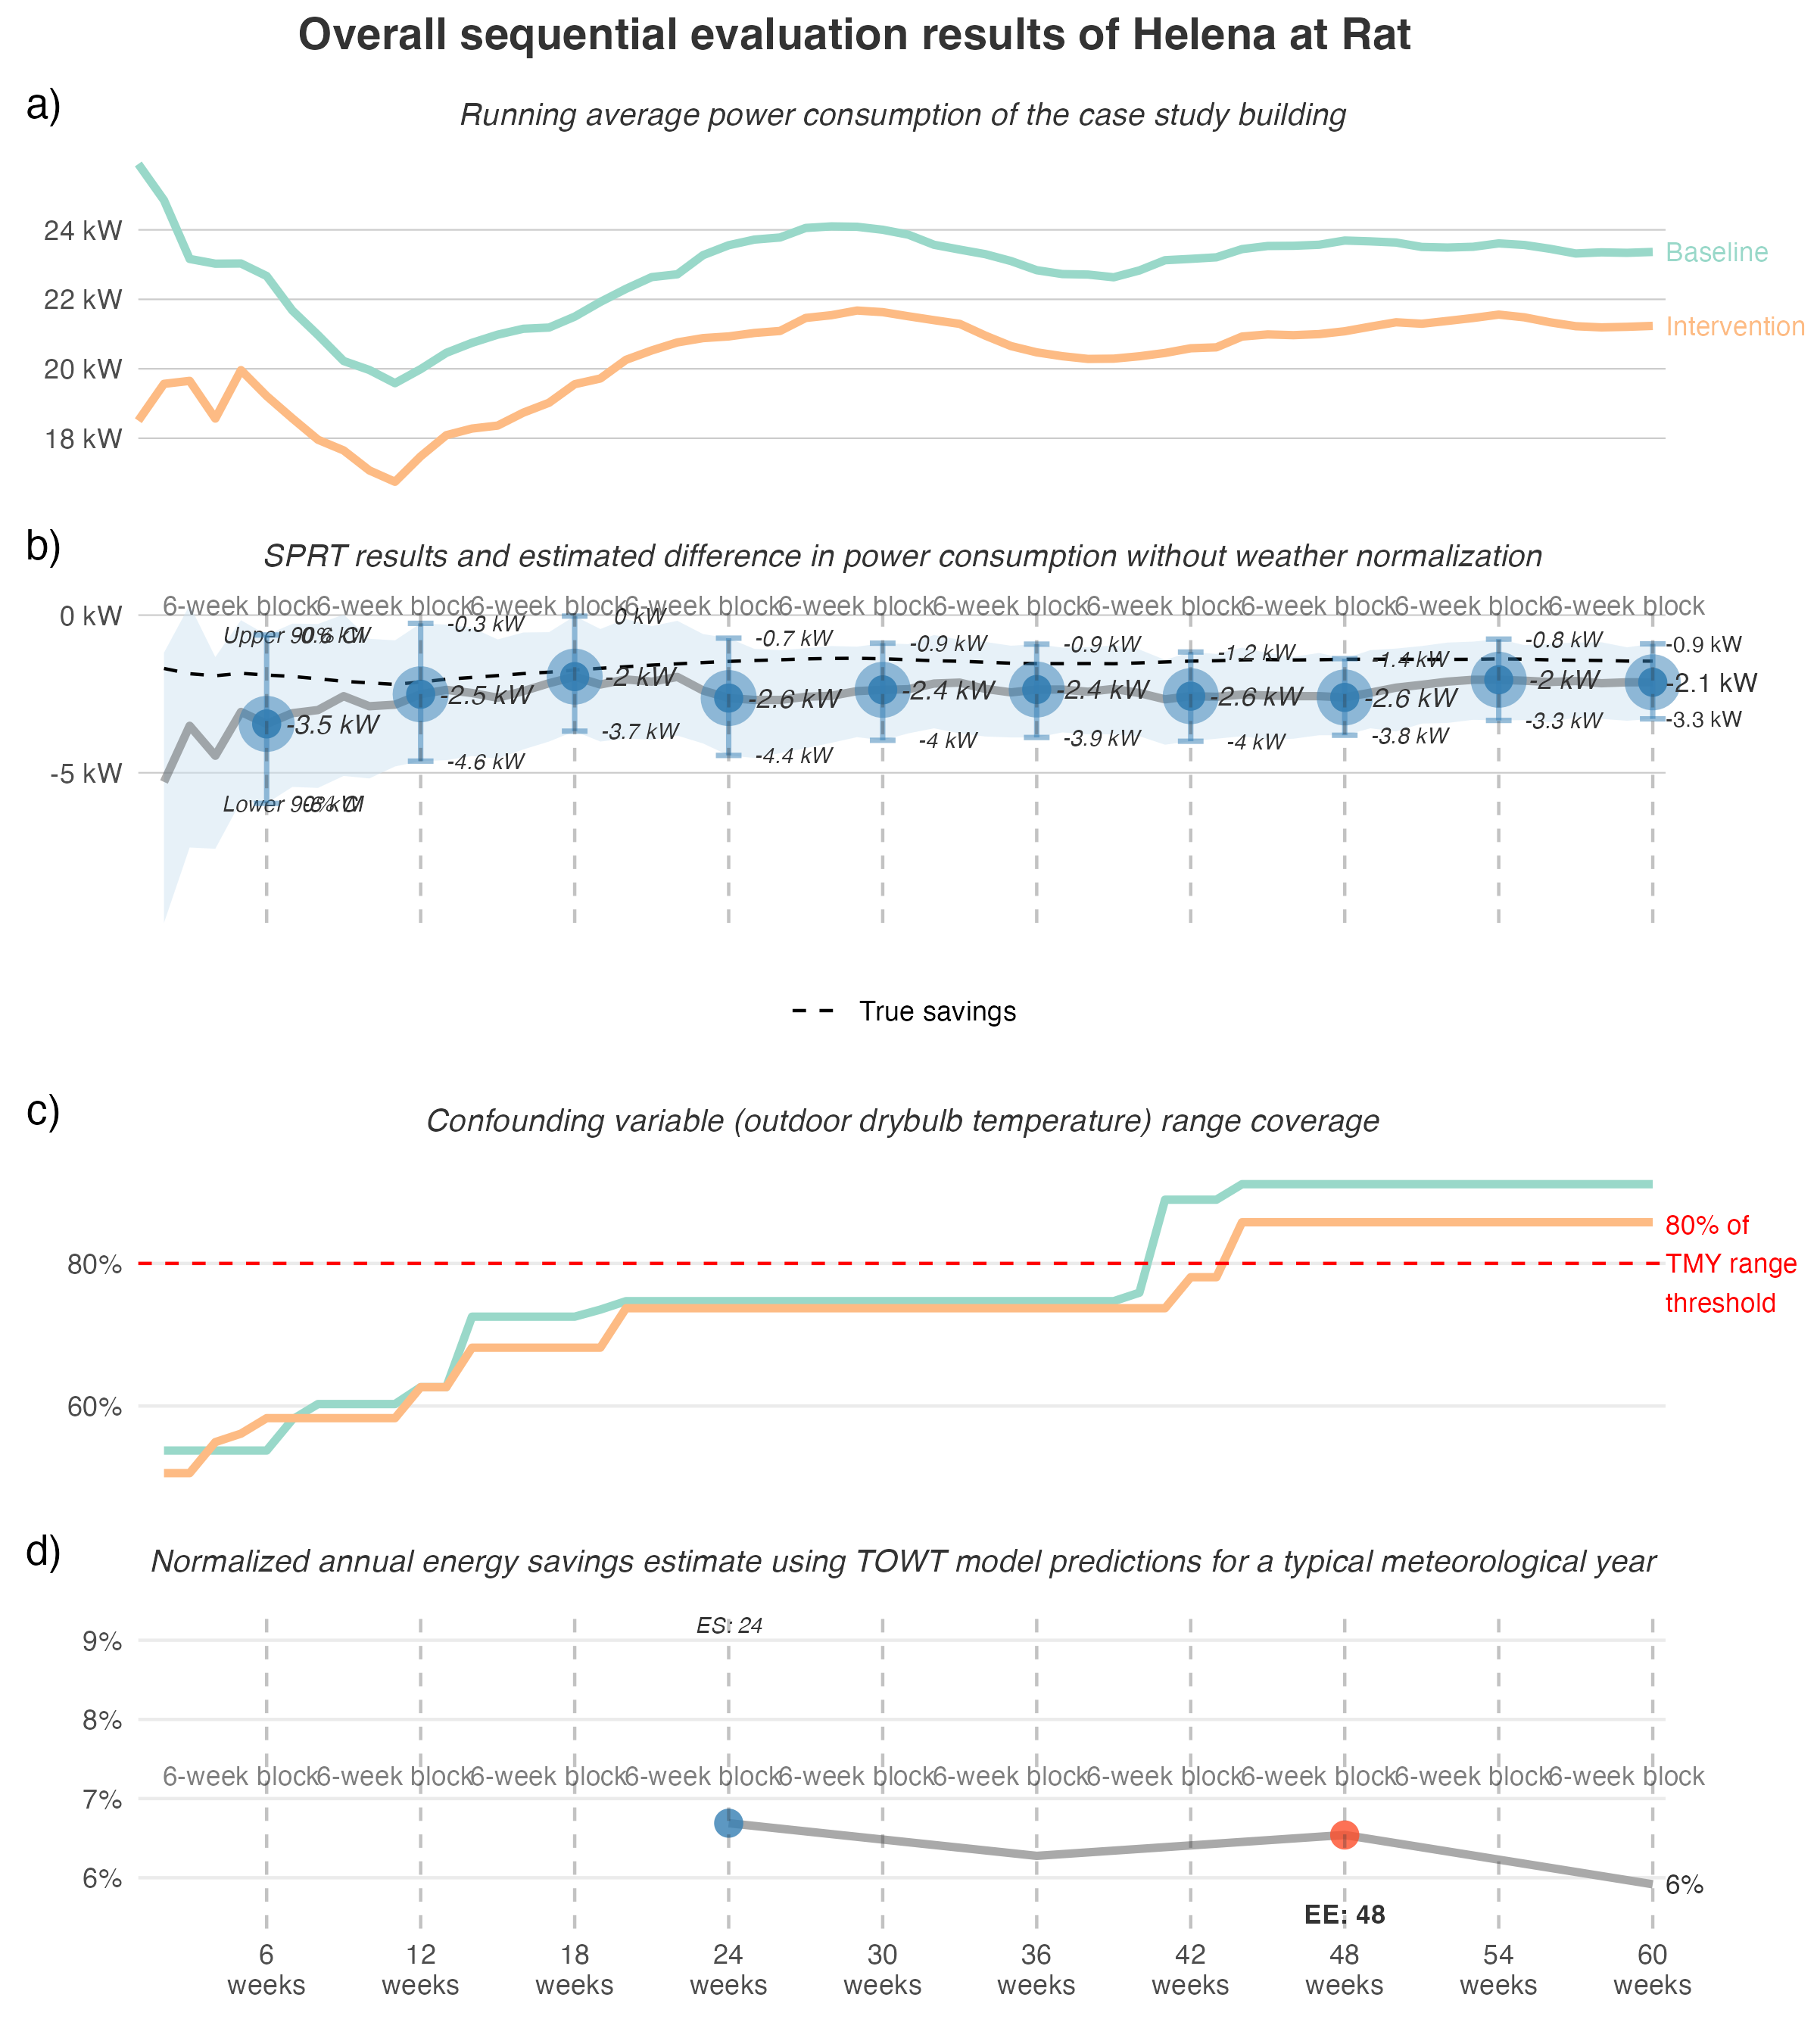 Overall sequential evaluation results of Helena at Rat
a)
Running average power consumption of the case study building
24 kW
22 kW
20 kW
18 kW
Baseline
Intervention
b)
SPRT results and estimated difference in power consumption without weather normalization
6-week block 6-week block 6-week block 6-week block 6-week block 6-week block 6-week block 6-week block 6-week block 6-week block
0 kW
-5 kW
Upper 90% CI
-0.6 kW
-0.3 kW
0 kW
-0.7 kW
-0.9 kW
-0.9 kW
-1.2 kW
-1.4 kW
-0.8 kW
-0.9 kW
-3.5 kW
-2.5 kW
-2 kW
-2.6 kW
-2.4 kW
-2.4 kW
-2.6 kW
-2.6 kW
-2 kW
-2.1 kW
Lower 90% CI
-6 kW
-4.6 kW
-3.7 kW
-4.4 kW
-4 kW
-3.9 kW
-4 kW
-3.8 kW
-3.3 kW
-3.3 kW
True savings
c)
Confounding variable (outdoor drybulb temperature) range coverage
80%
60%
80% of
TMY range
threshold
d)
Normalized annual energy savings estimate using TOWT model predictions for a typical meteorological year
ES: 24
9%
8%
7%
6%
6-week block 6-week block 6-week block 6-week block 6-week block 6-week block 6-week block 6-week block 6-week block 6-week block
6%
EE: 48
6 weeks
12 weeks
18 weeks
24 weeks
30 weeks
36 weeks
42 weeks
48 weeks
54 weeks
60 weeks